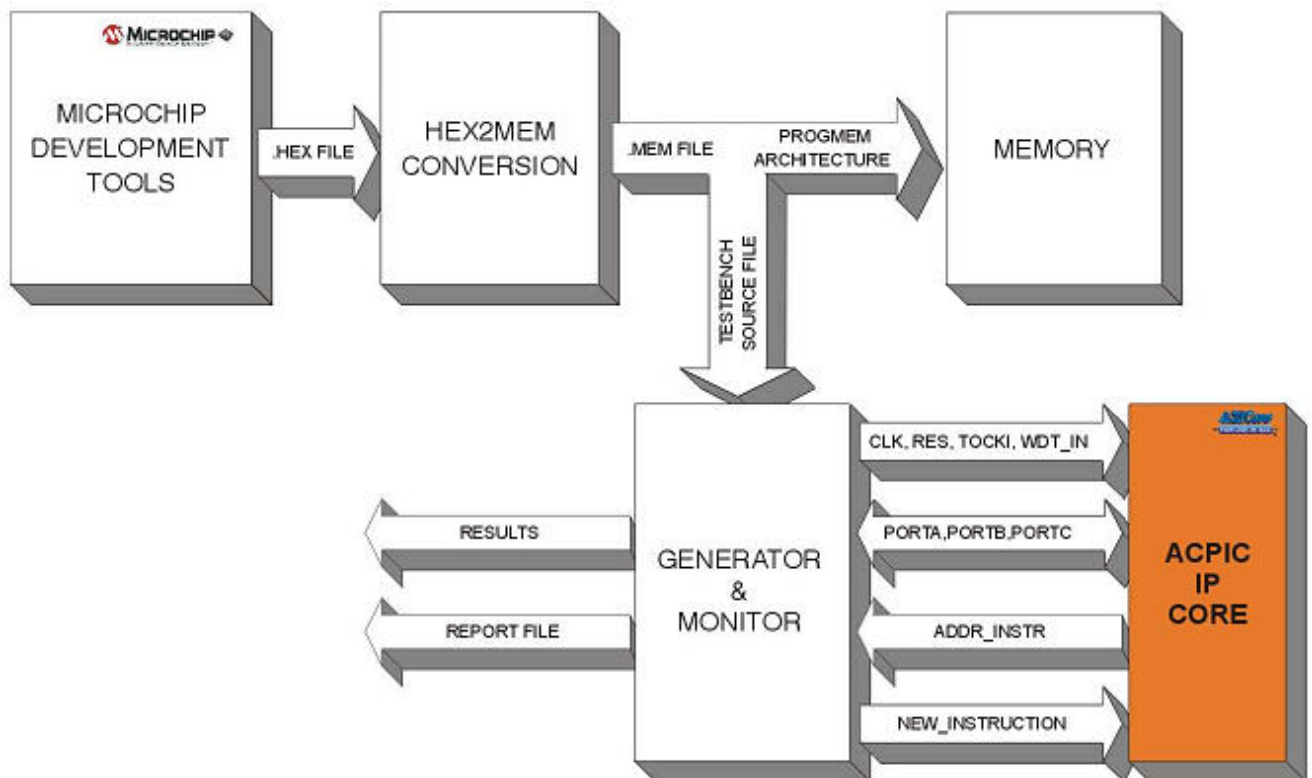 MICROCHIP
MICROCHIP
DEVELOPMENT
TOOLS
.HEX FILE
HEX2MEM
CONVERSION
.MEM FILE
PROGMEM
ARCHITECTURE
MEMORY
TESTBENCH
SOURCE FILE
GENERATOR
&
MONITOR
RESULTS
REPORT FILE
CLK, RES, TOCKI, WDT_IN
PORTA,PORTB,PORTC
ADDR_INSTR
NEW_INSTRUCTION
ACPIC
IP
CORE